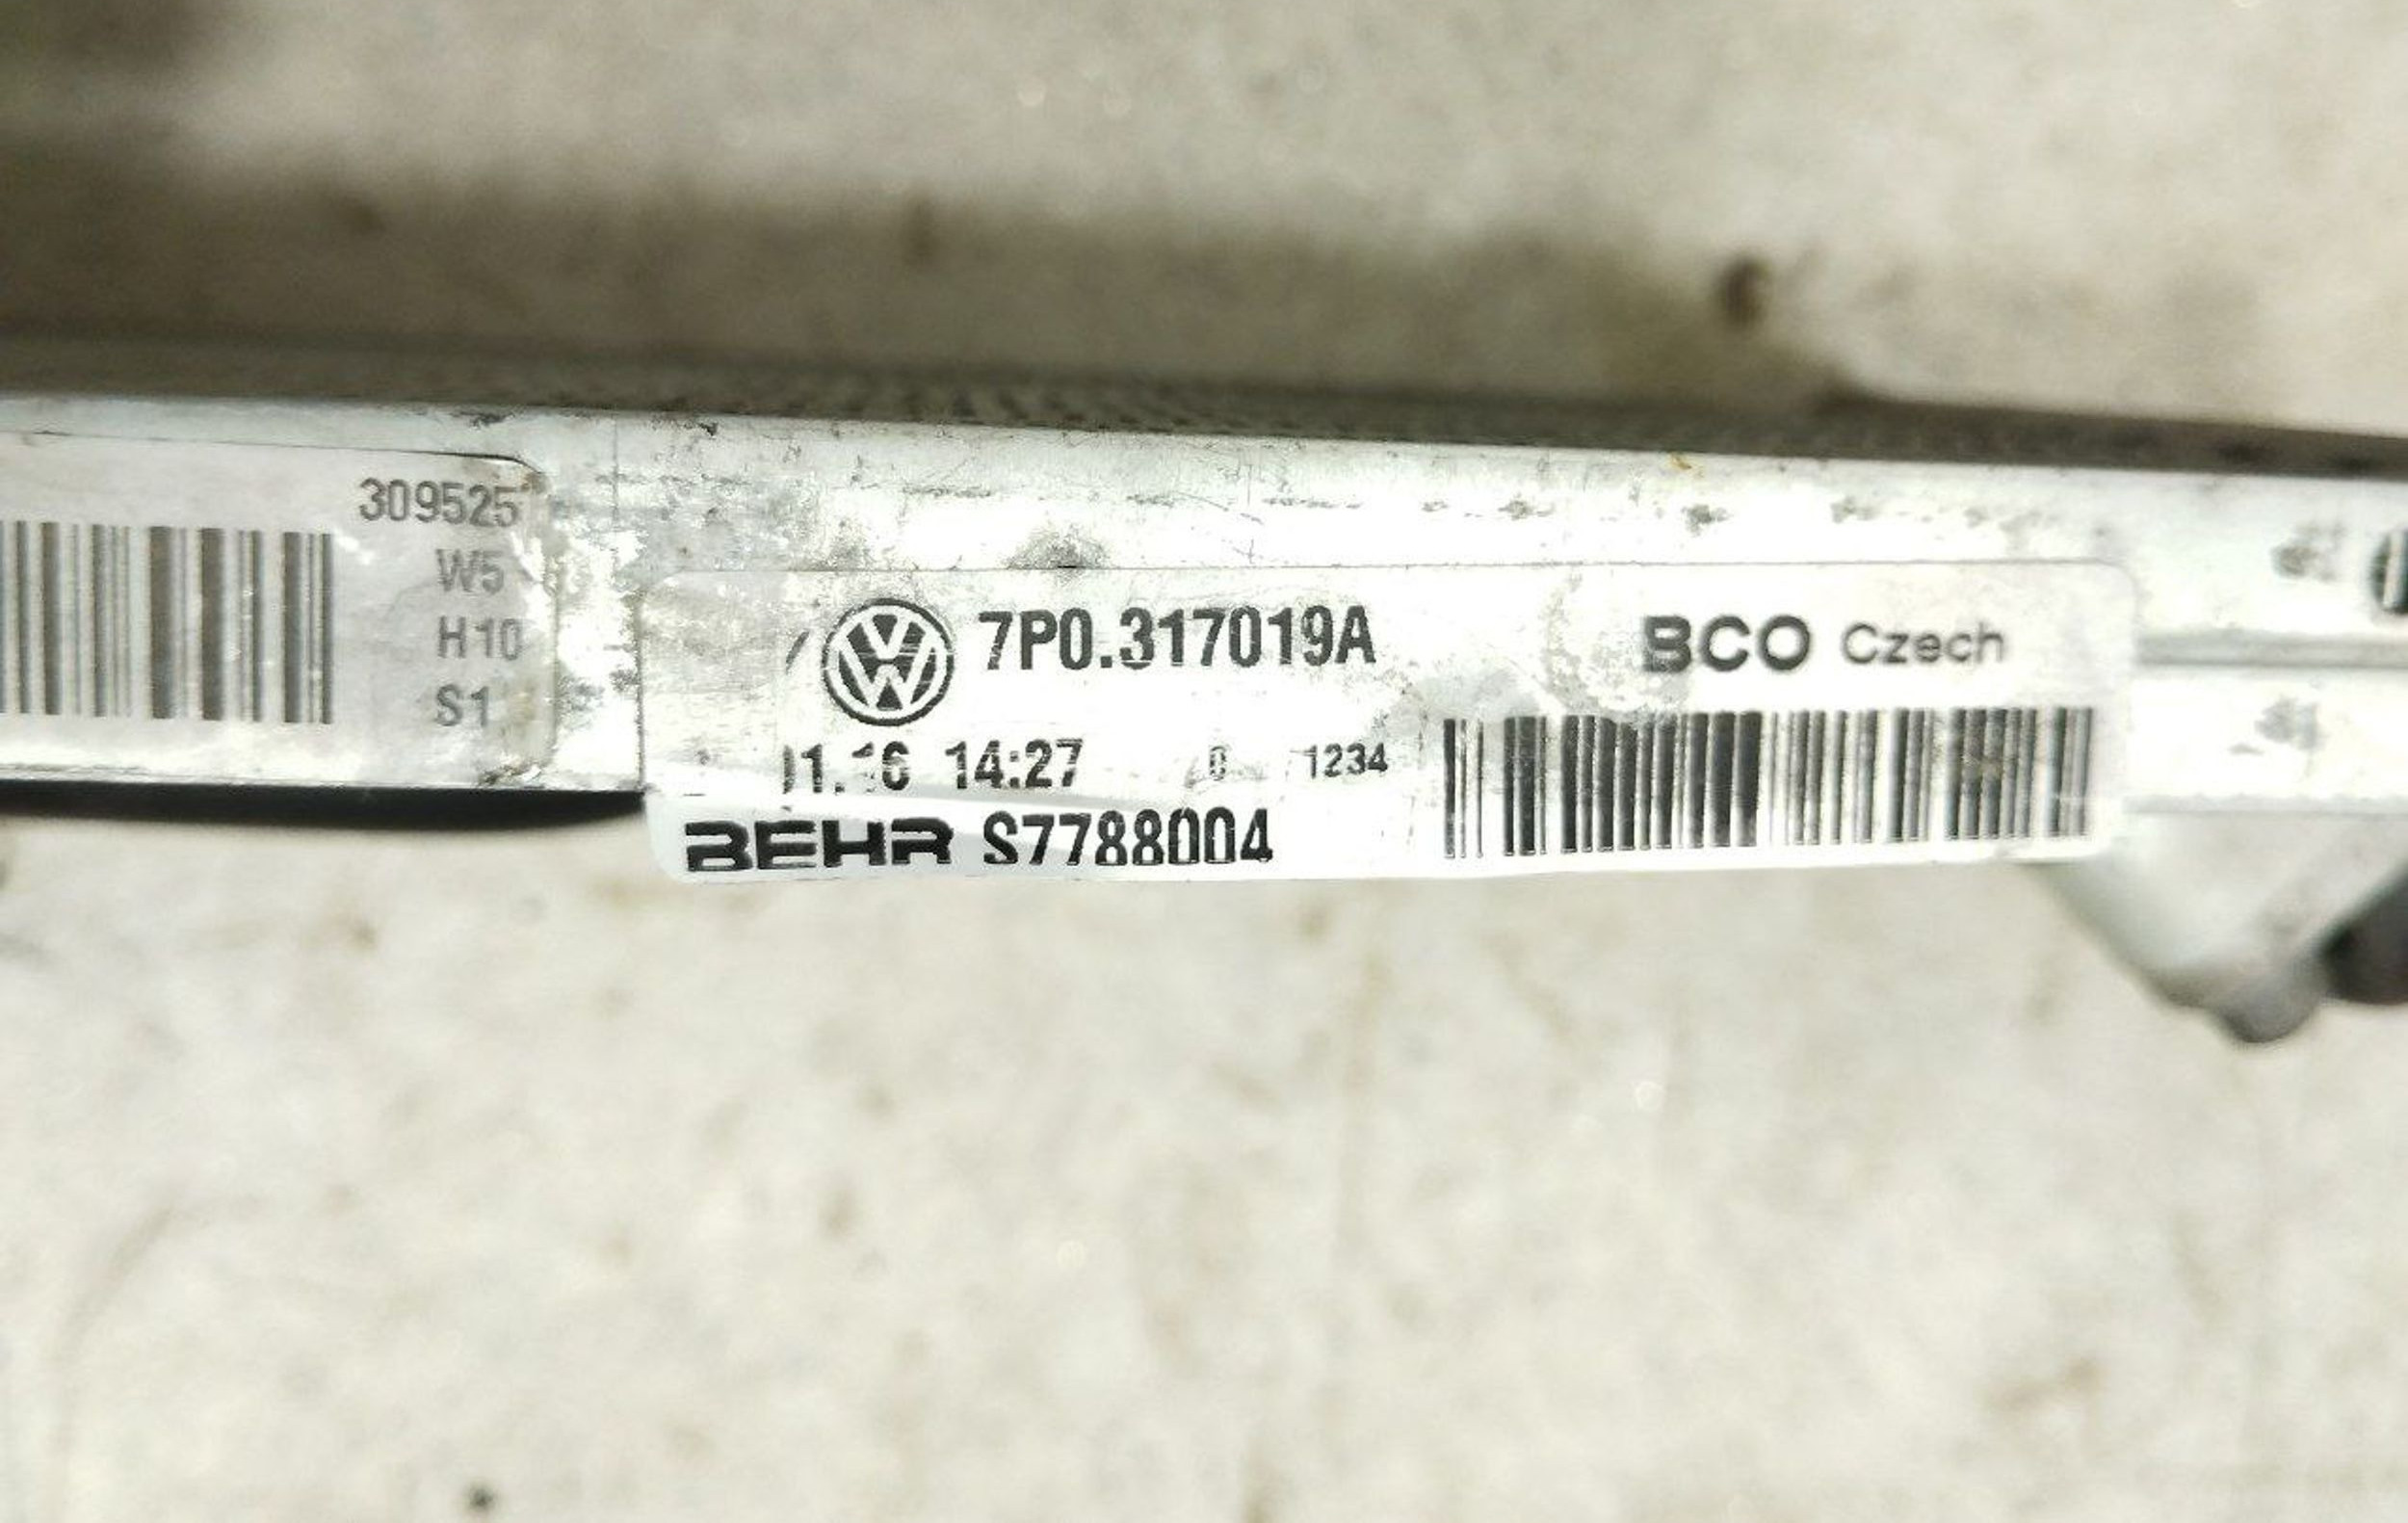 309525
W5
H10
S1
7P0.317019A
BCO Czech
14:27 1234
BEHR S7788004